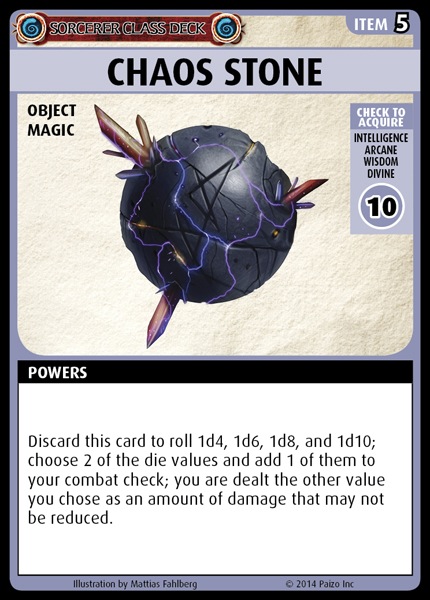 SORCERER CLASS DECK
ITEM 5
CHAOS STONE
OBJECT
MAGIC
CHECK TO
ACQUIRE
INTELLIGENCE
ARCANE
WISDOM
DIVINE
10
POWERS
Discard this card to roll 1d4, 1d6, 1d8, and 1d10;
choose 2 of the die values and add 1 of them to
your combat check; you are dealt the other value
you chose as an amount of damage that may not
be reduced.
Illustration by Mattias Fahlberg
© 2014 Paizo Inc